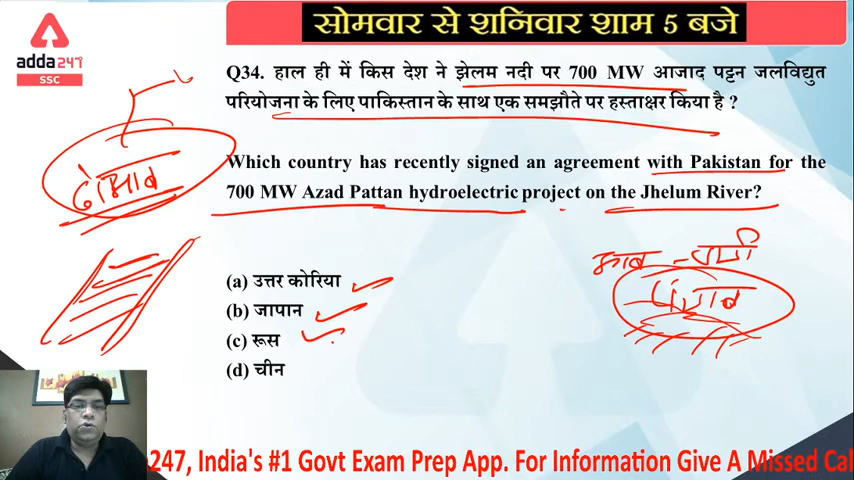 सोमवार से शनिवार शाम 5 बजे
adda247
SSC
Q34. हाल ही में किस देश ने झेलम नदी पर 700 MW आजाद पट्टन जलविद्युत
परियोजना के लिए पाकिस्तान के साथ एक समझौते पर हस्ताक्षर किया है ?
दोआब
Which country has recently signed an agreement with Pakistan for the
700 MW Azad Pattan hydroelectric project on the Jhelum River?
पंजाब
(a) उत्तर कोरिया
(b) जापान
(c) रूस
(d) चीन
247, India's #1 Govt Exam Prep App. For Information Give A Missed Cal